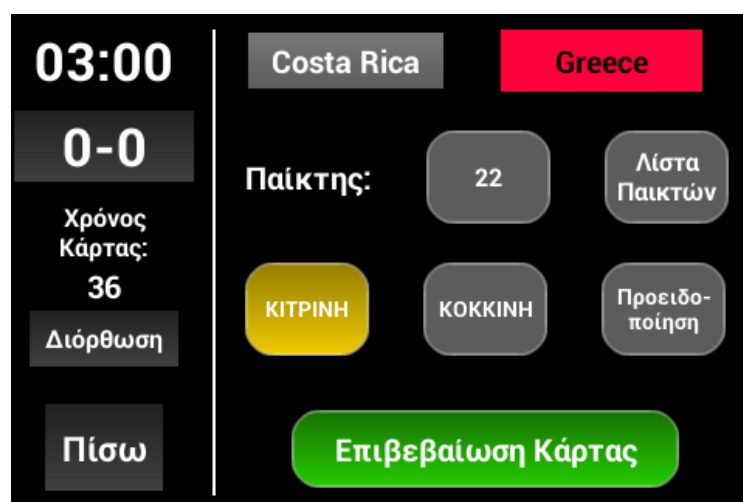 03:00
0-0
Χρόνος
Κάρτας:
36
Διόρθωση
Πίσω
Costa Rica
Greece
Παίκτης:
22
Λίστα
Παικτών
ΚΙΤΡΙΝΗ
ΚΟΚΚΙΝΗ
Προειδο-
ποίηση
Επιβεβαίωση Κάρτας